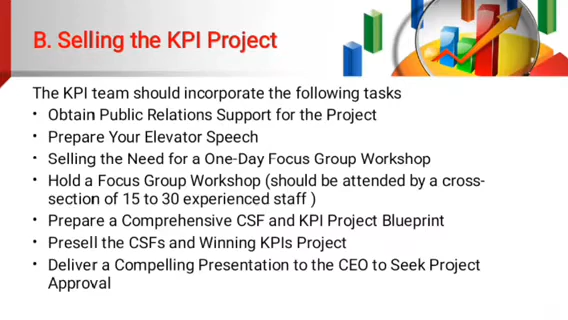 B. Selling the KPI Project
The KPI team should incorporate the following tasks
• Obtain Public Relations Support for the Project
• Prepare Your Elevator Speech
• Selling the Need for a One-Day Focus Group Workshop
• Hold a Focus Group Workshop (should be attended by a cross-
section of 15 to 30 experienced staff )
• Prepare a Comprehensive CSF and KPI Project Blueprint
• Presell the CSFs and Winning KPIs Project
• Deliver a Compelling Presentation to the CEO to Seek Project
Approval